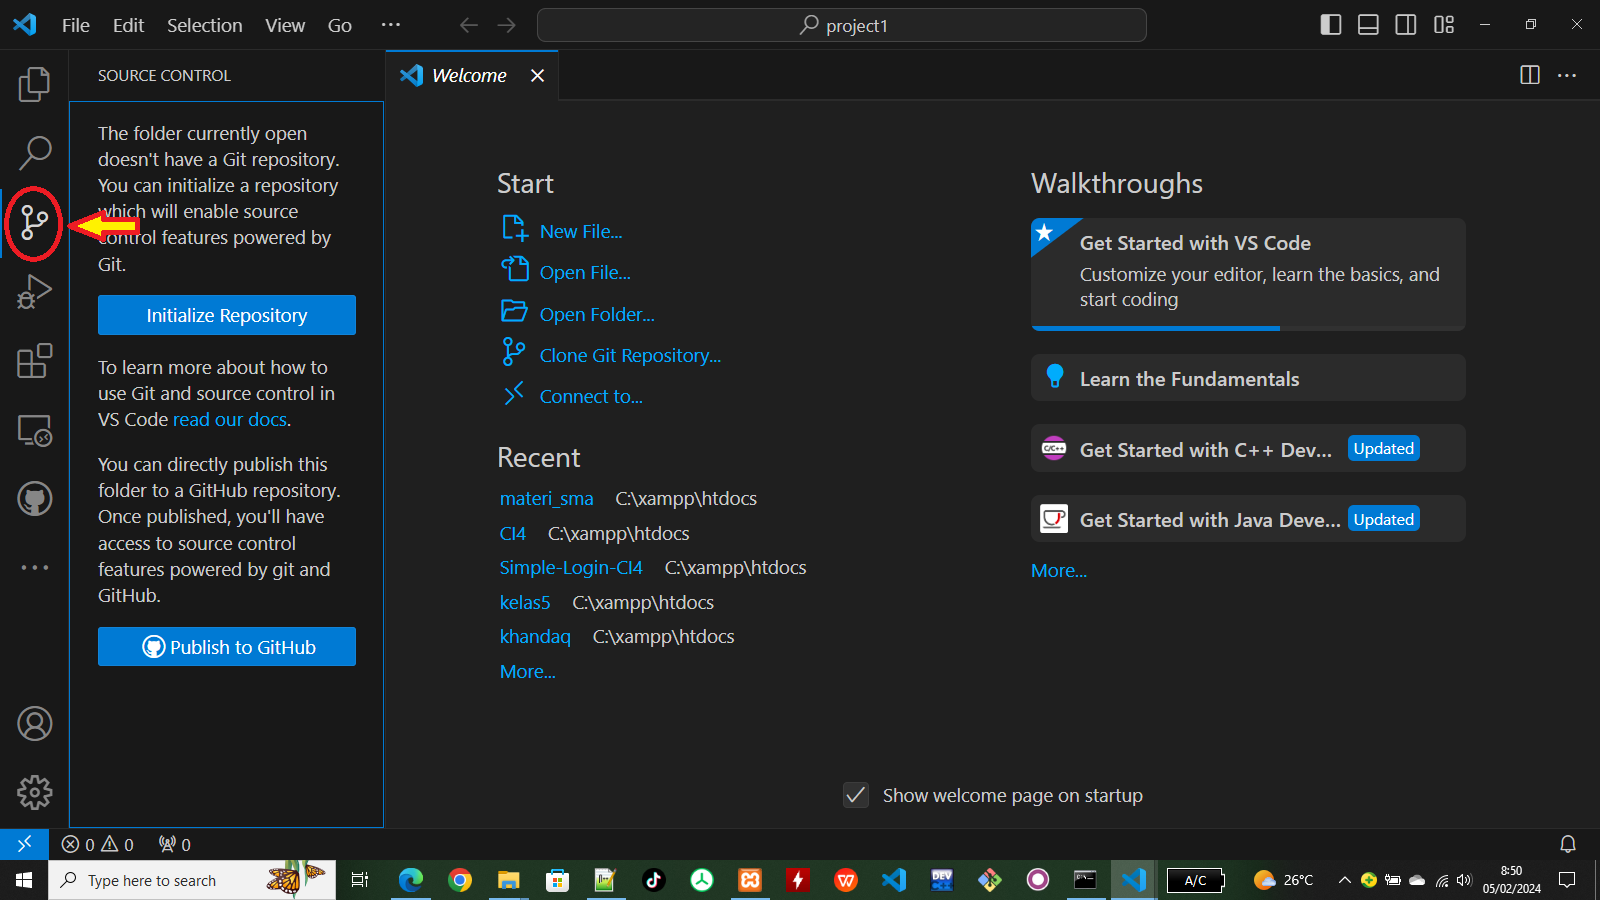 File Edit Selection View Go ...
project1
SOURCE CONTROL
Welcome
The folder currently open
doesn't have a Git repository.
You can initialize a repository
which will enable source
control features powered by
Git.
Initialize Repository
To learn more about how to
use Git and source control in
VS Code read our docs.
You can directly publish this
folder to a GitHub repository.
Once published, you'll have
access to source control
features powered by git and
GitHub.
Publish to GitHub
Start
New File...
Open File...
Open Folder...
Clone Git Repository...
Connect to...
Recent
materi_sma C:\xampp\htdocs
CI4 C:\xampp\htdocs
Simple-Login-CI4 C:\xampp\htdocs
kelas5 C:\xampp\htdocs
khandaq C:\xampp\htdocs
More...
Walkthroughs
Get Started with VS Code
Customize your editor, learn the basics, and
start coding
Learn the Fundamentals
C/C++ Get Started with C++ Dev... Updated
Get Started with Java Deve... Updated
More...
Show welcome page on startup
0 0 0
Type here to search
DEV
A/C
26°C
8:50
05/02/2024